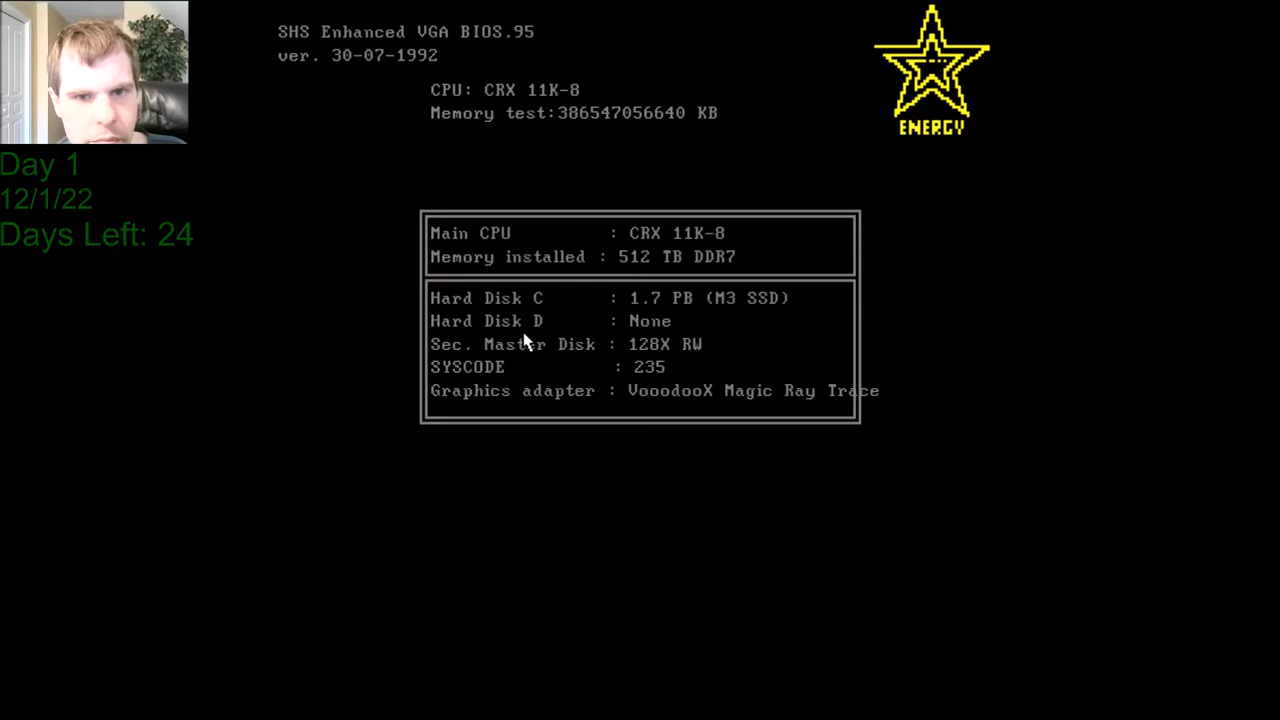 SHS Enhanced VGA BIOS.95
ver. 30-07-1992
ENERGY
CPU: CRX 11K-8
Memory test:386547056640 KB
Day 1
12/1/22
Days Left: 24
Main CPU : CRX 11K-8
Memory installed : 512 TB DDR7
Hard Disk C : 1.7 PB (M3 SSD)
Hard Disk D : None
Sec. Master Disk : 128X RW
SYSCODE : 235
Graphics adapter : VooodooX Magic Ray Trace